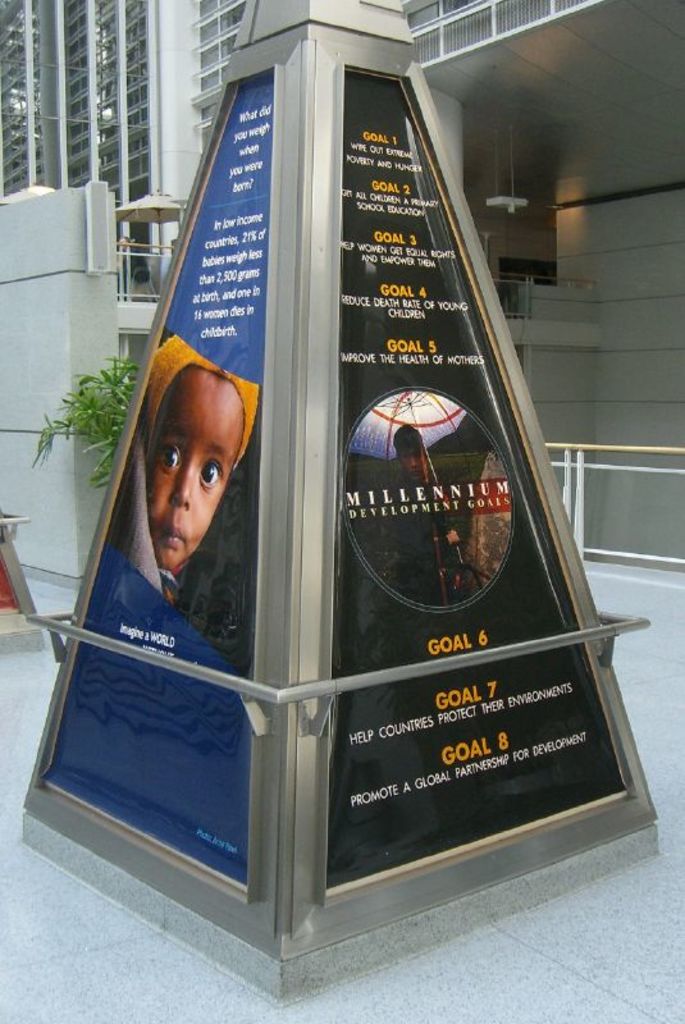 What did
you weigh
when
you were
born?
In low income
countries, 21% of
babies weigh less
than 2,500 grams
at birth, and one in
16 women dies in
childbirth.
Imagine a WORLD
GOAL 1
WIPE OUT EXTREME
POVERTY AND HUNGER
GOAL 2
GET ALL CHILDREN A PRIMARY
SCHOOL EDUCATION
GOAL 3
HELP WOMEN GET EQUAL RIGHTS
AND EMPOWER THEM
GOAL 4
REDUCE DEATH RATE OF YOUNG
CHILDREN
GOAL 5
IMPROVE THE HEALTH OF MOTHERS
MILLENNIUM
DEVELOPMENT GOALS
GOAL 6
GOAL 7
HELP COUNTRIES PROTECT THEIR ENVIRONMENTS
GOAL 8
PROMOTE A GLOBAL PARTNERSHIP FOR DEVELOPMENT